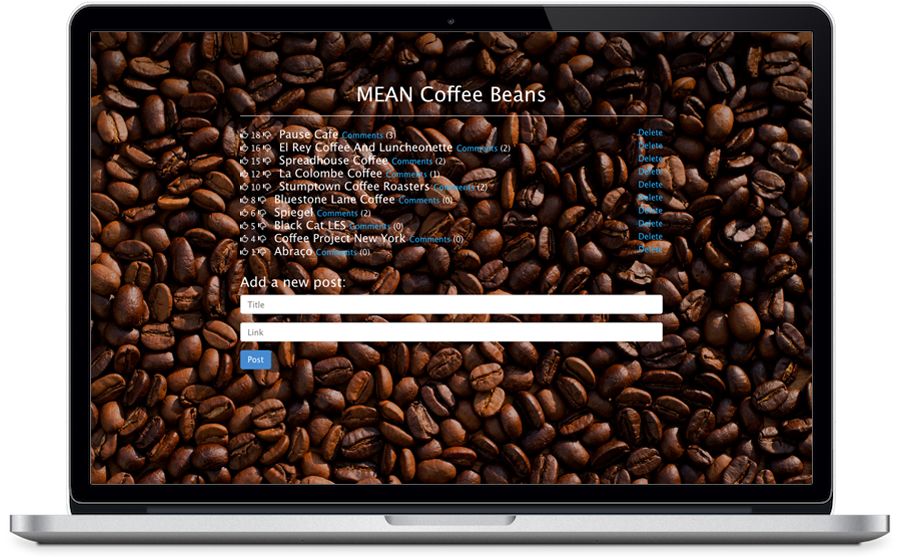 MEAN Coffee Beans
18 Pause Cafe Comments (3) Delete
16 El Rey Coffee And Luncheonette Comments (2) Delete
15 Spreadhouse Coffee Comments (2) Delete
12 La Colombe Coffee Comments (1) Delete
10 Stumptown Coffee Roasters Comments (2) Delete
8 Bluestone Lane Coffee Comments (0) Delete
6 Spiegel Comments (2) Delete
5 Black Cat LES Comments (0) Delete
4 Coffee Project New York Comments (0) Delete
1 Abraço Comments (0) Delete
Add a new post:
Title
Link
Post